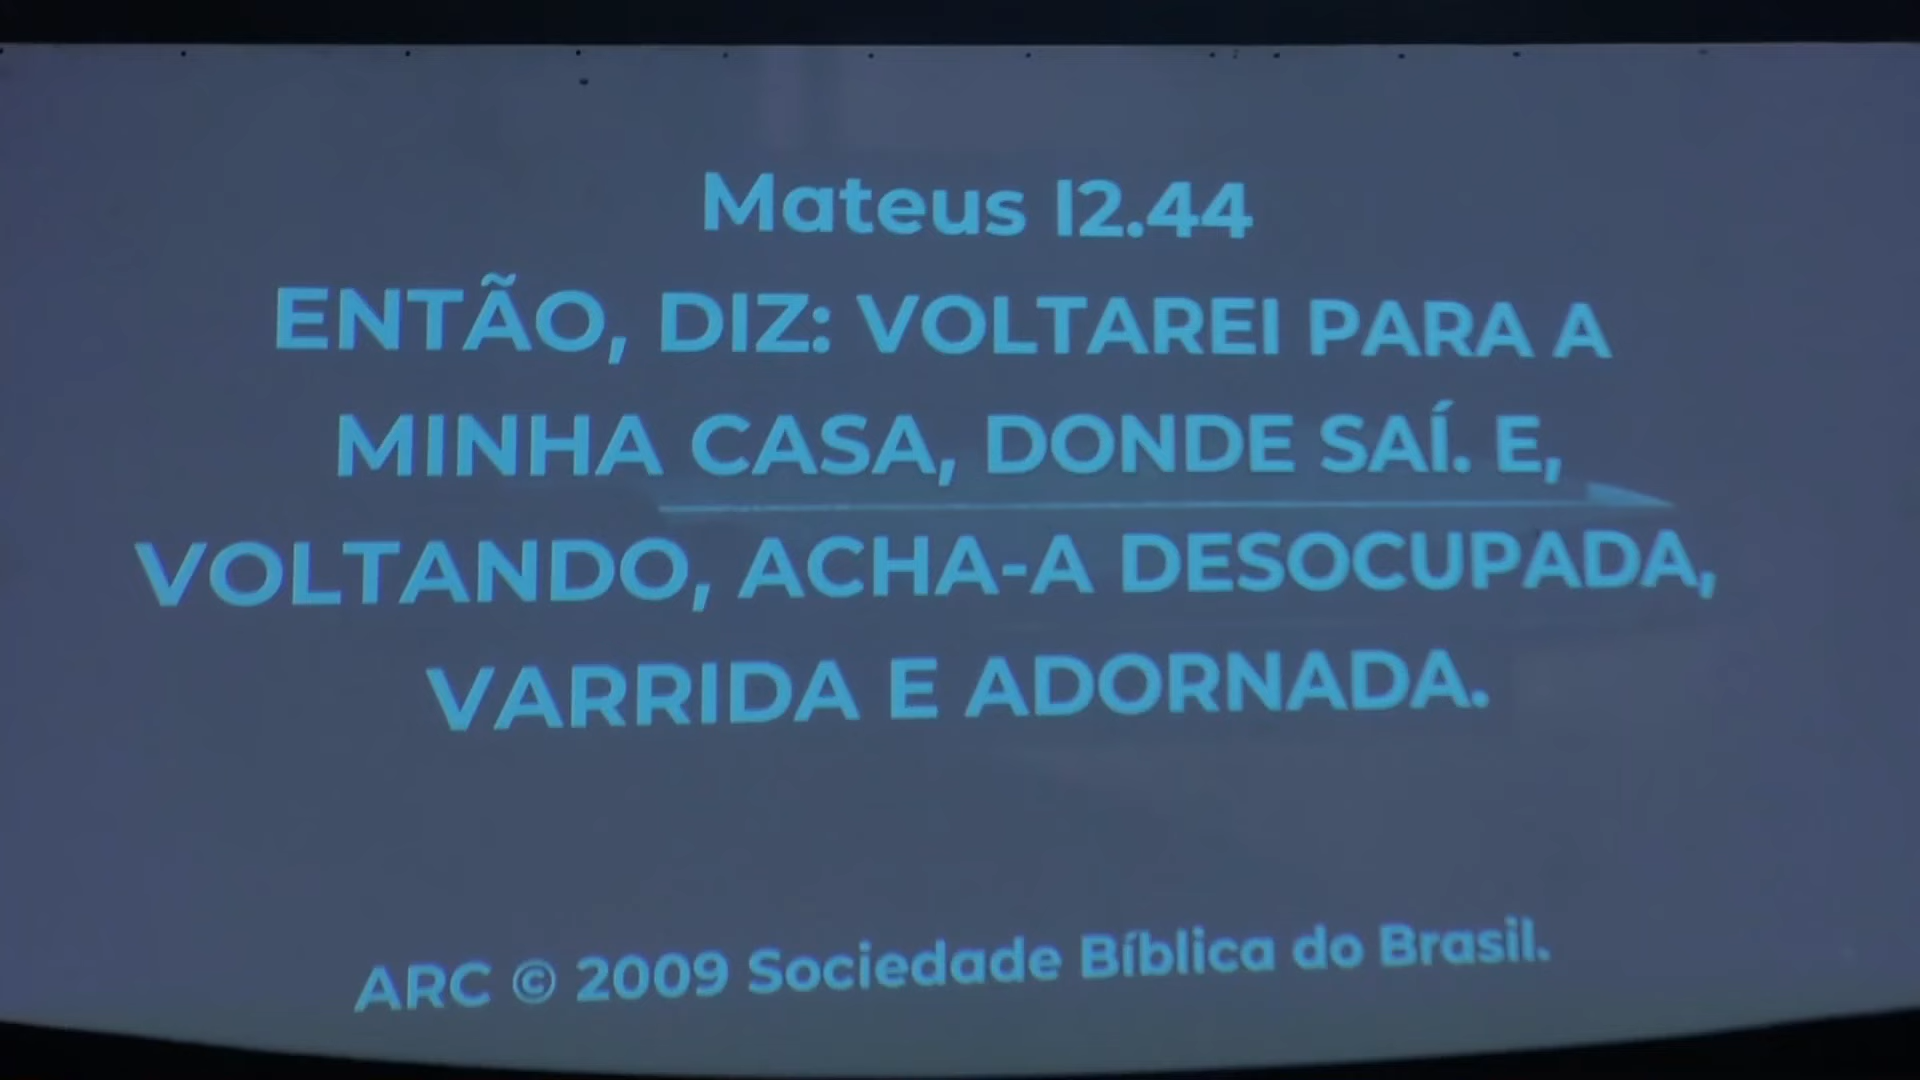 Mateus 12.44
ENTÃO, DIZ: VOLTAREI PARA A
MINHA CASA, DONDE SAÍ. E,
VOLTANDO, ACHA-A DESOCUPADA,
VARRIDA E ADORNADA.
ARC © 2009 Sociedade Bíblica do Brasil.